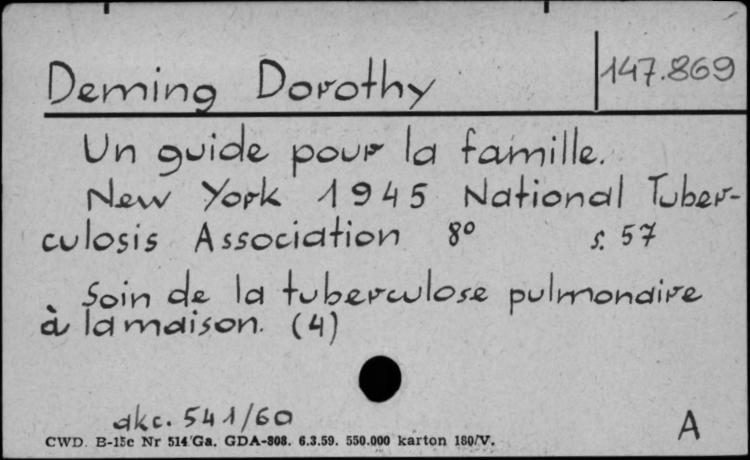 Deming Dorothy 147.869
Un guide pour la famille.
New York 1945 National Tuber-
culosis Association 8° s. 57
Soin de la tuberculose pulmonaire
à la maison. (4)
akc. 541/60
A
CWD. B-15c Nr 514/Ga. GDA-808. 6.3.59. 550.000 karton 180/V.